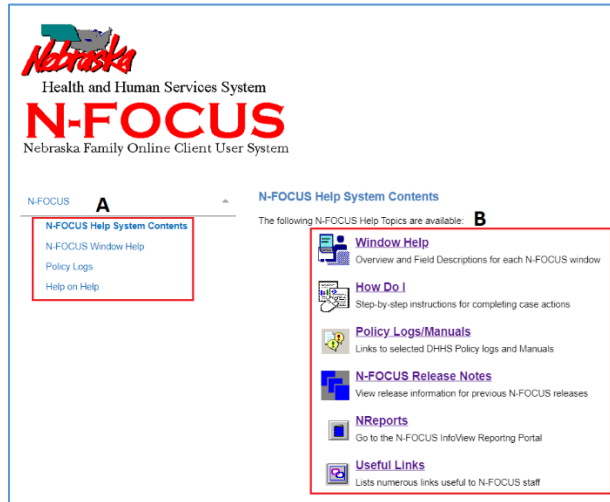 Nebraska
Health and Human Services System
N-FOCUS
Nebraska Family Online Client User System
N-FOCUS
A
N-FOCUS Help System Contents
N-FOCUS Window Help
Policy Logs
Help on Help
N-FOCUS Help System Contents
The following N-FOCUS Help Topics are available:
B
Window Help
Overview and Field Descriptions for each N-FOCUS window
How Do I
Step-by-step instructions for completing case actions
Policy Logs/Manuals
Links to selected DHHS Policy logs and Manuals
N-FOCUS Release Notes
View release information for previous N-FOCUS releases
NReports
Go to the N-FOCUS InfoView Reportng Portal
Useful Links
Lists numerous links useful to N-FOCUS staff